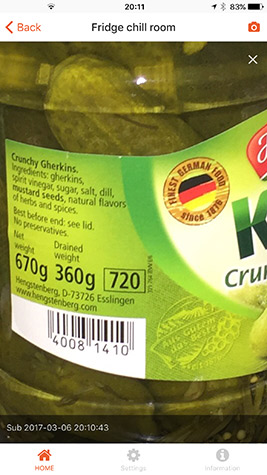 20:11
83%
Back
Fridge chill room
Crunchy Gherkins.
Ingredients: gherkins,
spirit vinegar, sugar, salt, dill,
mustard seeds, natural flavors
of herbs and spices.
Best before end: see lid.
No preservatives.
Net weight
Drained weight
670g 360g 720
Hengstenberg, D-73726 Esslingen
www.hengstenberg.com
4008 1410
FINEST GERMAN FOOD
since 1876
K
Crun
Sub 2017-03-06 20:10:43
HOME
Settings
Information